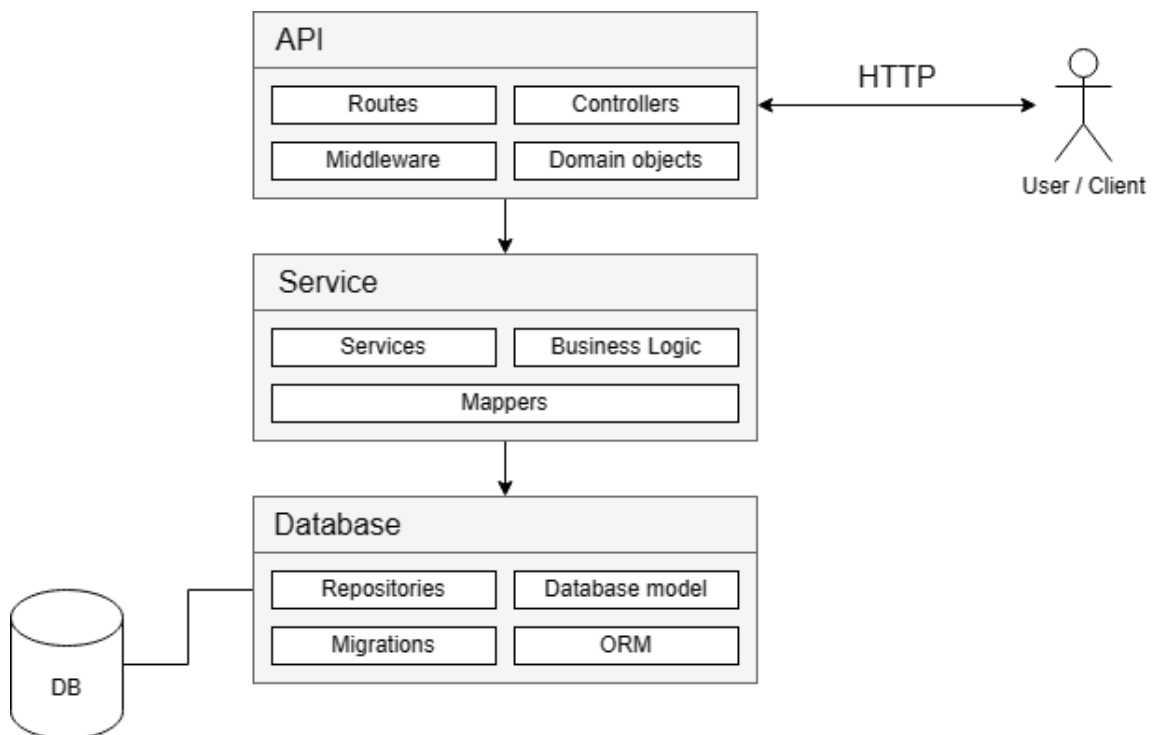 API
HTTP
Routes
Controllers
Middleware
Domain objects
User / Client
Service
Services
Business Logic
Mappers
Database
Repositories
Database model
Migrations
ORM
DB